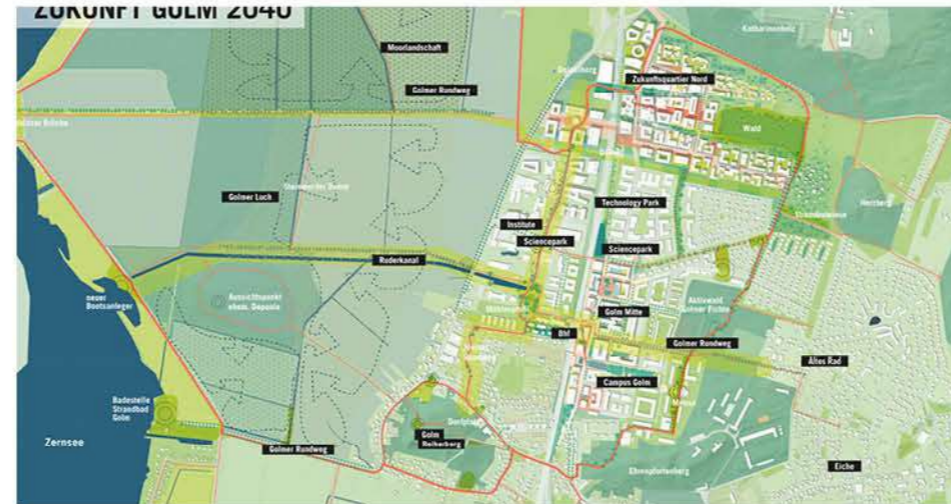 ZUKUNFT GOLM 2040
Moorlandschaft
Golmer Rundweg
Zukunftsquartier Nord
Wald
Golmer Luch
Technology Park
Institute
Sciencepark
Sciencepark
Herzberg
Ruderkanal
neuer
Bootsanleger
Aussichtspunkt
ehem. Deponie
Golm Mitte
Bhf
Golmer Rundweg
Altes Rad
Campus Golm
Badestelle
Strandbad
Golm
Zernsee
Golm
Reiherberg
Golmer Rundweg
Ehrenpfortenberg
Eiche